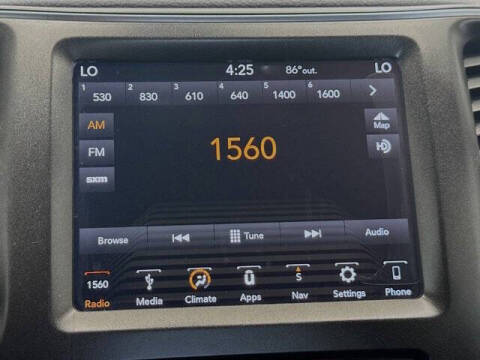 LO 4:25 86° out. LO
1 530 2 830 3 610 4 640 5 1400 6 1600
AM
Map
1560
FM
HD
sxm
Browse Tune Audio
1560 S
Radio Media Climate Apps Nav Settings Phone